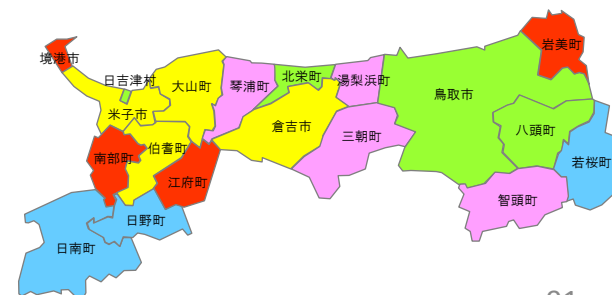 岩美町
境港市
日吉津村
大山町
琴浦町
北栄町
湯梨浜町
鳥取市
米子市
倉吉市
三朝町
八頭町
南部町
伯耆町
江府町
若桜町
智頭町
日野町
日南町